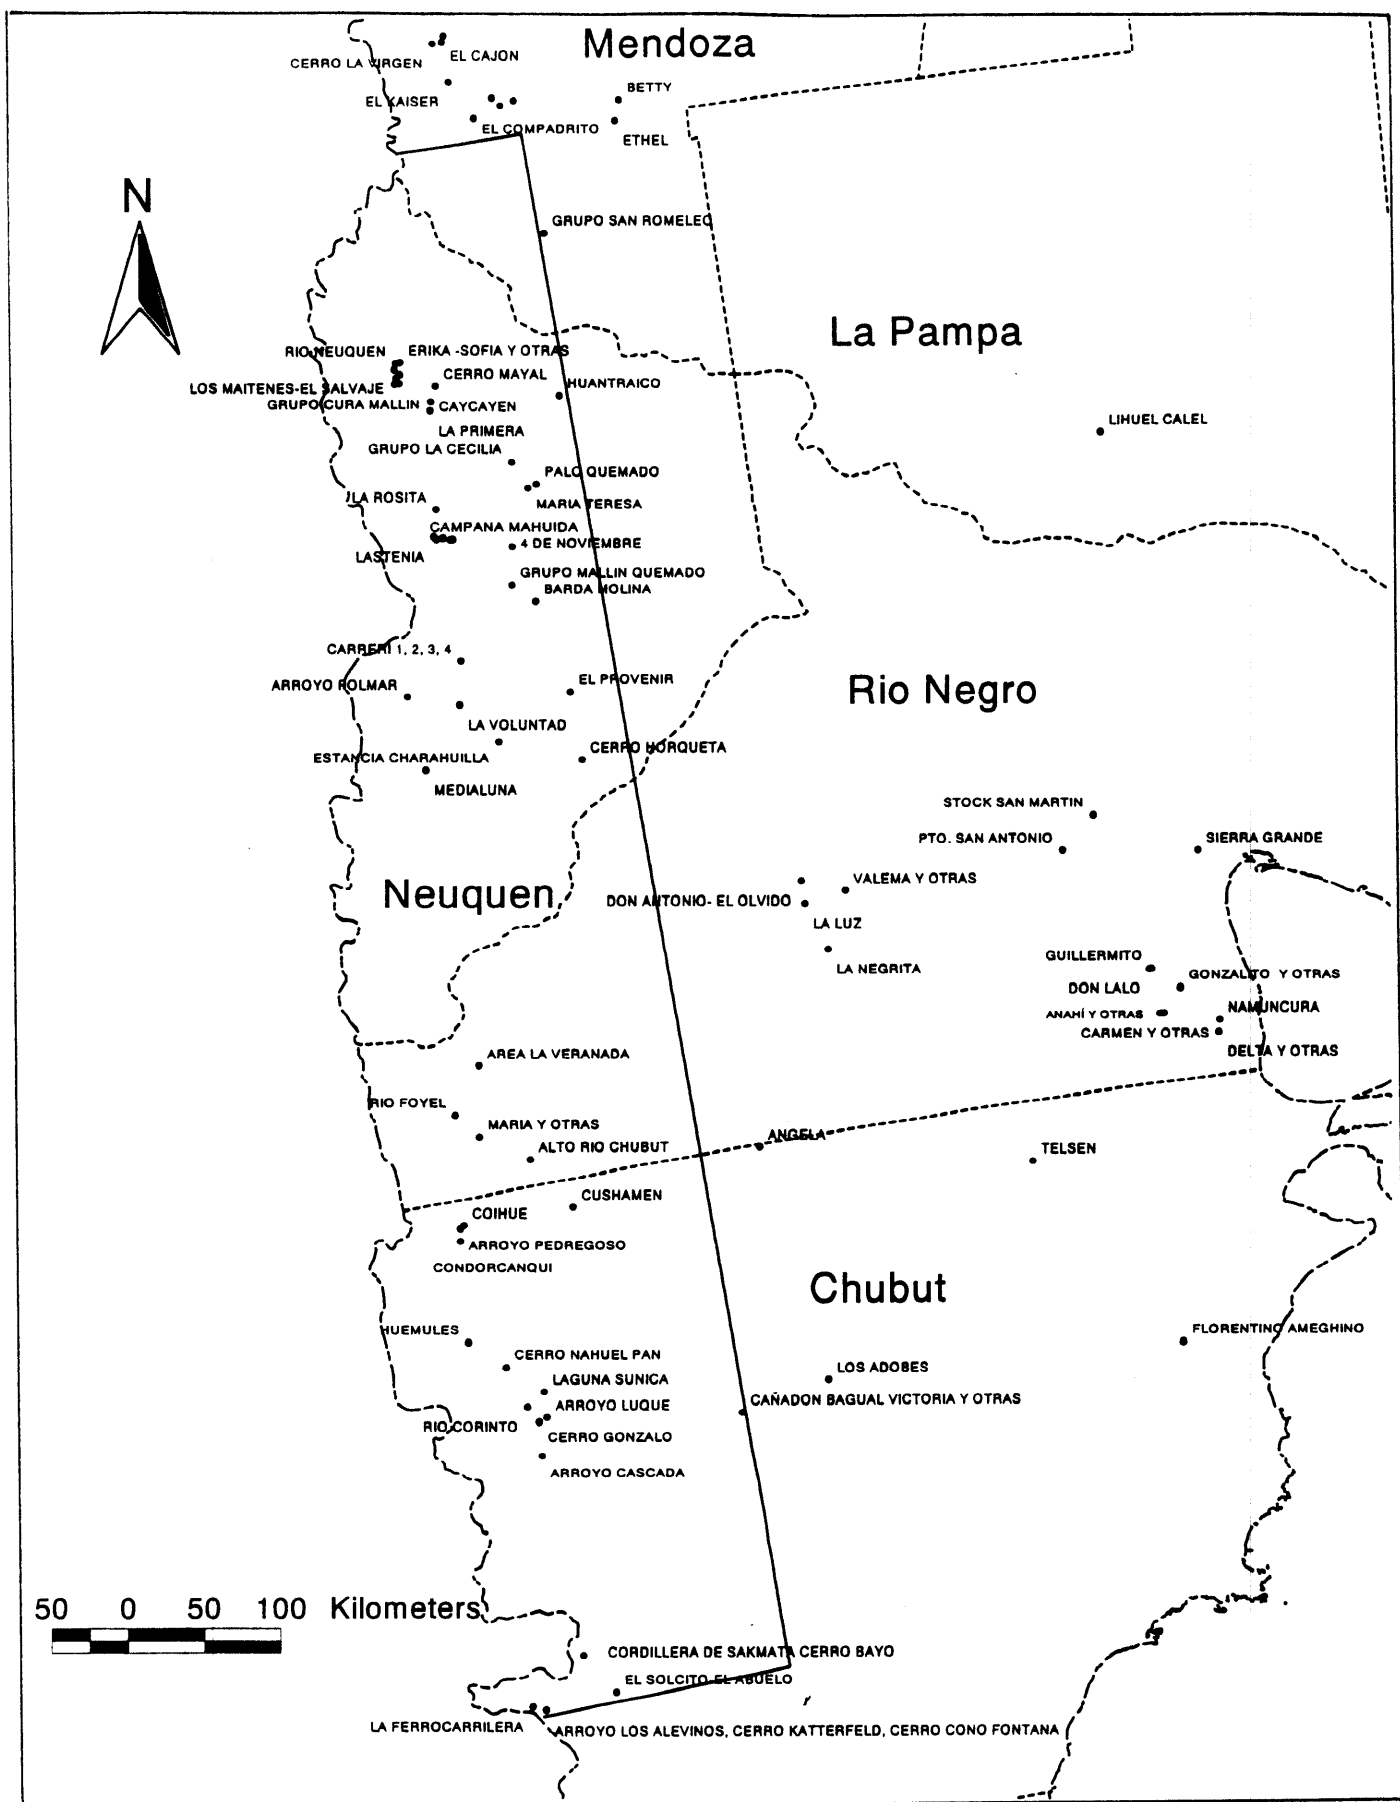 Mendoza
EL CAJON
CERRO LA VIRGEN
BETTY
EL KAISER
EL COMPADRITO
ETHEL
N
GRUPO SAN ROMELEO
La Pampa
RIO NEUQUEN
ERIKA -SOFIA Y OTRAS
CERRO MAYAL
HUANTRAICO
LOS MAITENES-EL SALVAJE
GRUPO CURA MALLIN
CAYCAYEN
LIHUEL CALEL
LA PRIMERA
GRUPO LA CECILIA
PALO QUEMADO
LA ROSITA
MARIA TERESA
CAMPANA MAHUIDA
4 DE NOVIEMBRE
LASTENIA
GRUPO MALLIN QUEMADO
BARDA MOLINA
CARRERI 1, 2, 3, 4
EL PROVENIR
ARROYO POLMAR
Rio Negro
LA VOLUNTAD
CERRO HORQUETA
ESTANCIA CHARAHUILLA
MEDIALUNA
STOCK SAN MARTIN
PTO. SAN ANTONIO
SIERRA GRANDE
VALEMA Y OTRAS
Neuquen
DON ANTONIO- EL OLVIDO
LA LUZ
GUILLERMITO
LA NEGRITA
GONZALITO Y OTRAS
DON LALO
NAMUNCURA
ANAHÍ Y OTRAS
CARMEN Y OTRAS
DELTA Y OTRAS
AREA LA VERANADA
RIO FOYEL
MARIA Y OTRAS
ANGELA
ALTO RIO CHUBUT
TELSEN
CUSHAMEN
COIHUE
ARROYO PEDREGOSO
CONDORCANQUI
Chubut
HUEMULES
FLORENTINO AMEGHINO
CERRO NAHUEL PAN
LOS ADOBES
LAGUNA SUNICA
CAÑADON BAGUAL VICTORIA Y OTRAS
ARROYO LUQUE
RIO CORINTO
CERRO GONZALO
ARROYO CASCADA
50 0 50 100 Kilometers
CORDILLERA DE SAKMATA CERRO BAYO
EL SOLCITO-EL ABUELO
LA FERROCARRILERA
ARROYO LOS ALEVINOS, CERRO KATTERFELD, CERRO CONO FONTANA